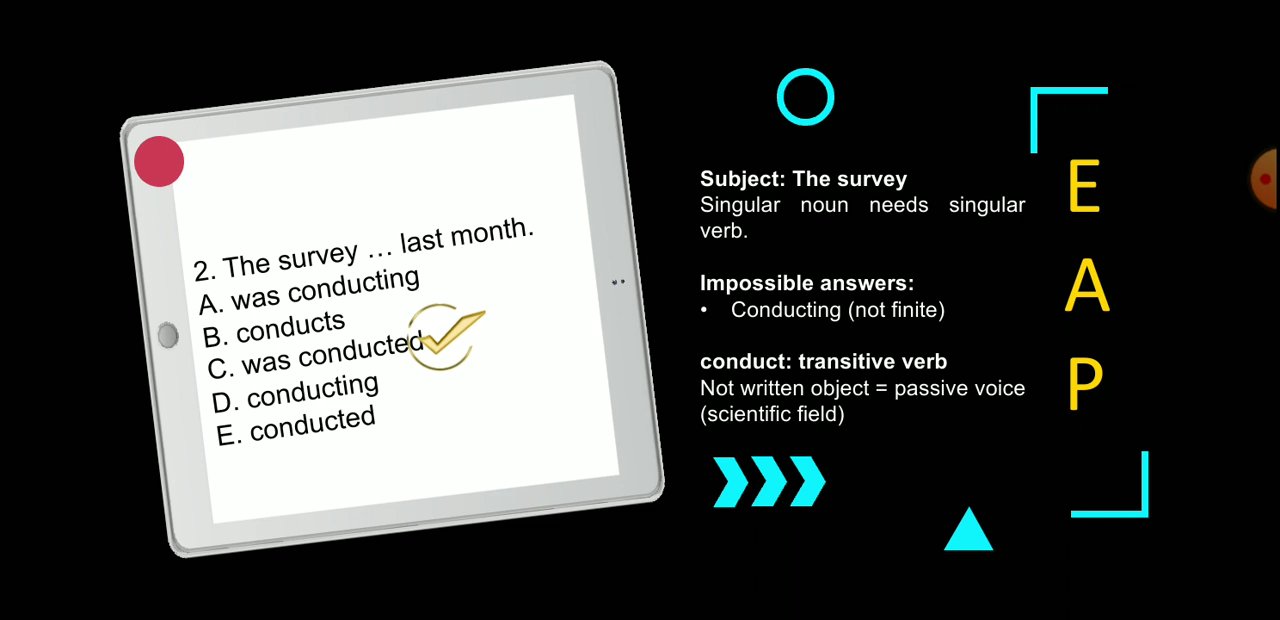 2. The survey … last month.
A. was conducting
B. conducts
C. was conducted
D. conducting
E. conducted
Subject: The survey
Singular noun needs singular
verb.
Impossible answers:
• Conducting (not finite)
conduct: transitive verb
Not written object = passive voice
(scientific field)
E
A
P